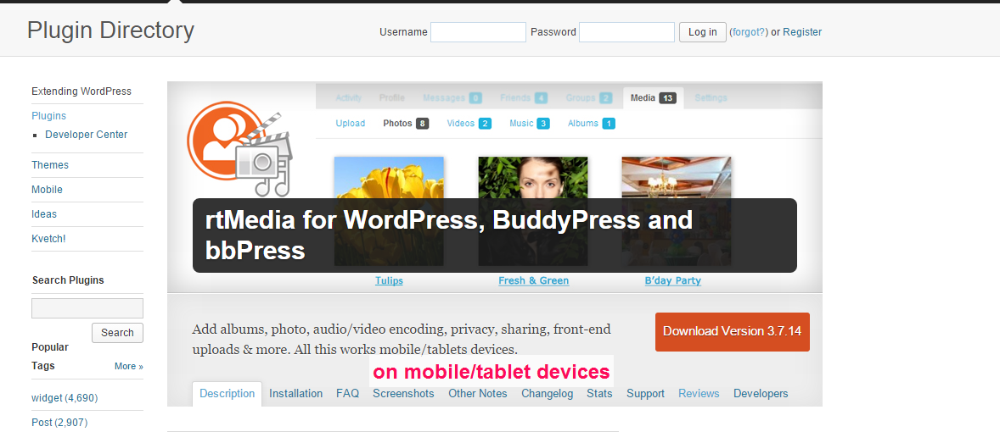 Plugin Directory
Username Password Log in (forgot?) or Register
Extending WordPress
Plugins
Developer Center
Themes
Mobile
Ideas
Kvetch!
Search Plugins
Search
Popular
Tags
More »
widget (4,690)
Post (2,907)
Activity Profile Messages 0 Friends 4 Groups 2 Media 13 Settings
Upload Photos 8 Videos 2 Music 3 Albums 1
rtMedia for WordPress, BuddyPress and
bbPress
Tulips Fresh & Green B'day Party
Add albums, photo, audio/video encoding, privacy, sharing, front-end
uploads & more. All this works mobile/tablets devices.
Download Version 3.7.14
on mobile/tablet devices
Description Installation FAQ Screenshots Other Notes Changelog Stats Support Reviews Developers